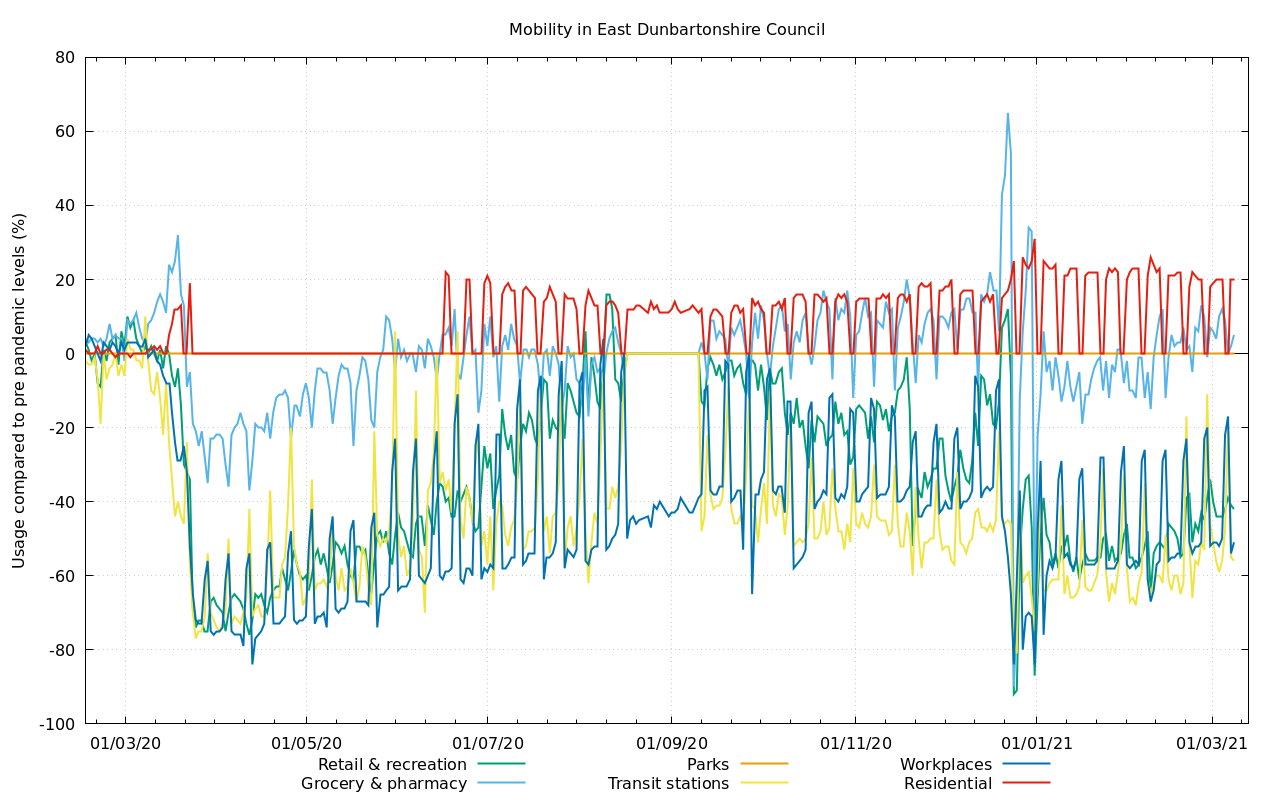 Mobility in East Dunbartonshire Council
Usage compared to pre pandemic levels (%)
80
60
40
20
0
-20
-40
-60
-80
-100
01/03/20 01/05/20 01/07/20 01/09/20 01/11/20 01/01/21 01/03/21
Retail & recreation Parks Workplaces
Grocery & pharmacy Transit stations Residential